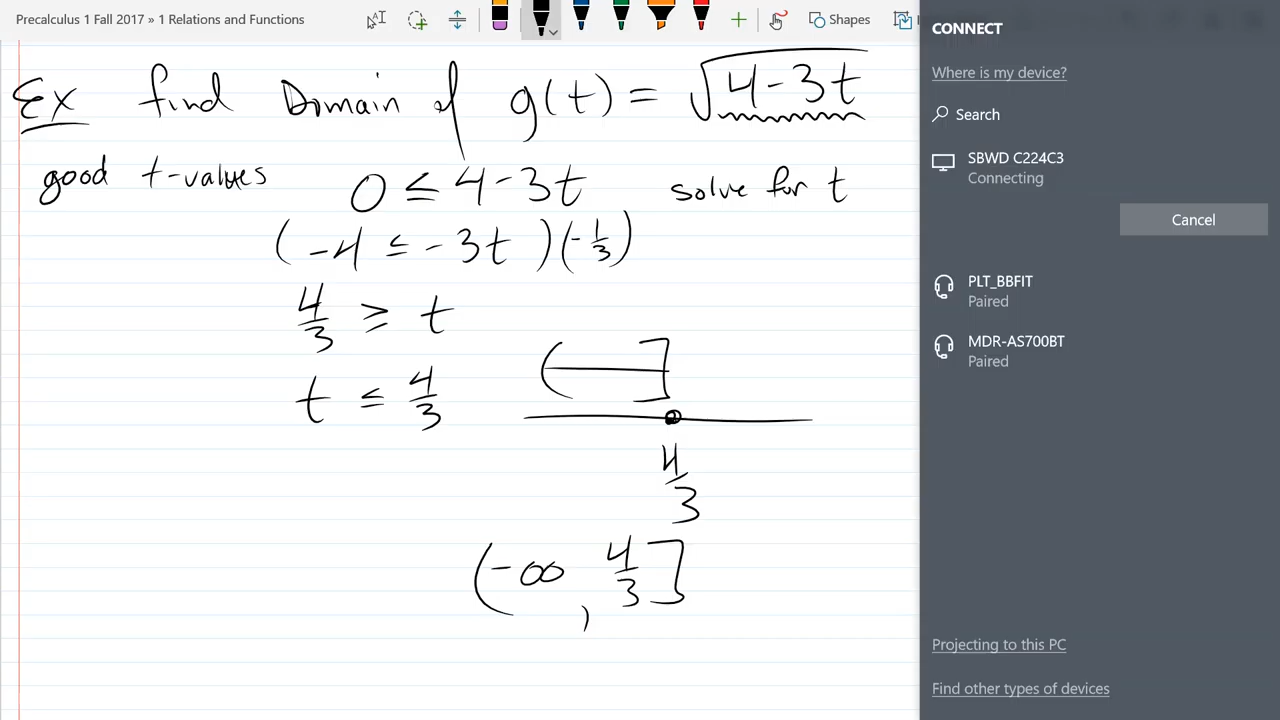 Precalculus 1 Fall 2017 » 1 Relations and Functions
Shapes
Ex find Domain of g(t) = √(4-3t)
good t-values 0 ≤ 4-3t solve for t
(-4 ≤ -3t)(-1/3)
4/3 ≥ t
t ≤ 4/3
( ]
4/3
(-∞, 4/3]
CONNECT
Where is my device?
Search
SBWD C224C3
Connecting
Cancel
PLT_BBFIT
Paired
MDR-AS700BT
Paired
Projecting to this PC
Find other types of devices